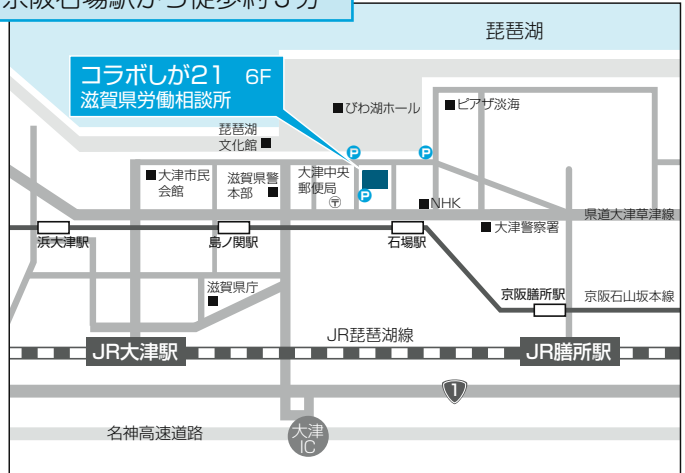 京阪石場駅から徒歩約3分
琵琶湖
コラボしが21 6F
滋賀県労働相談所
■びわ湖ホール
■ピアザ淡海
琵琶湖
文化館■
P
P
■大津市民
会館
滋賀県警
本部 ■
大津中央
郵便局
〒
P
■NHK
県道大津草津線
■大津警察署
浜大津駅
島ノ関駅
石場駅
滋賀県庁
■
京阪膳所駅
京阪石山坂本線
JR琵琶湖線
JR大津駅
JR膳所駅
1
名神高速道路
大津
IC